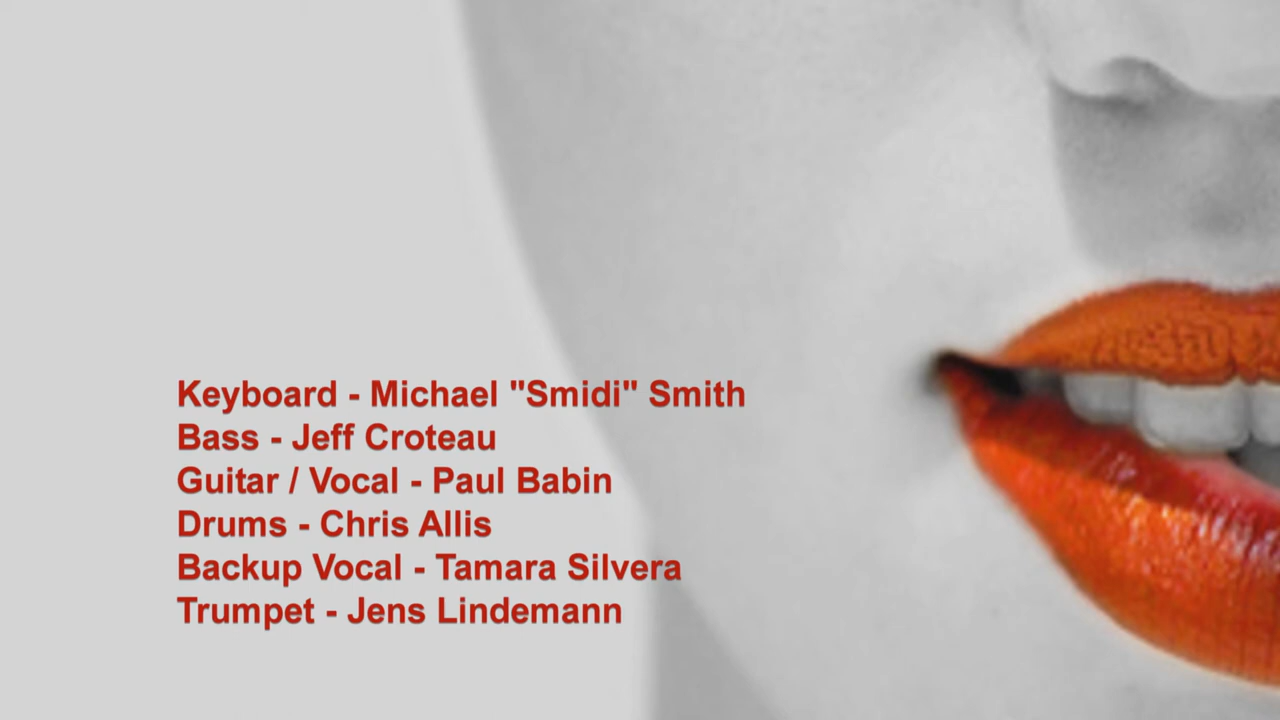 Keyboard - Michael "Smidi" Smith
Bass - Jeff Croteau
Guitar / Vocal - Paul Babin
Drums - Chris Allis
Backup Vocal - Tamara Silvera
Trumpet - Jens Lindemann